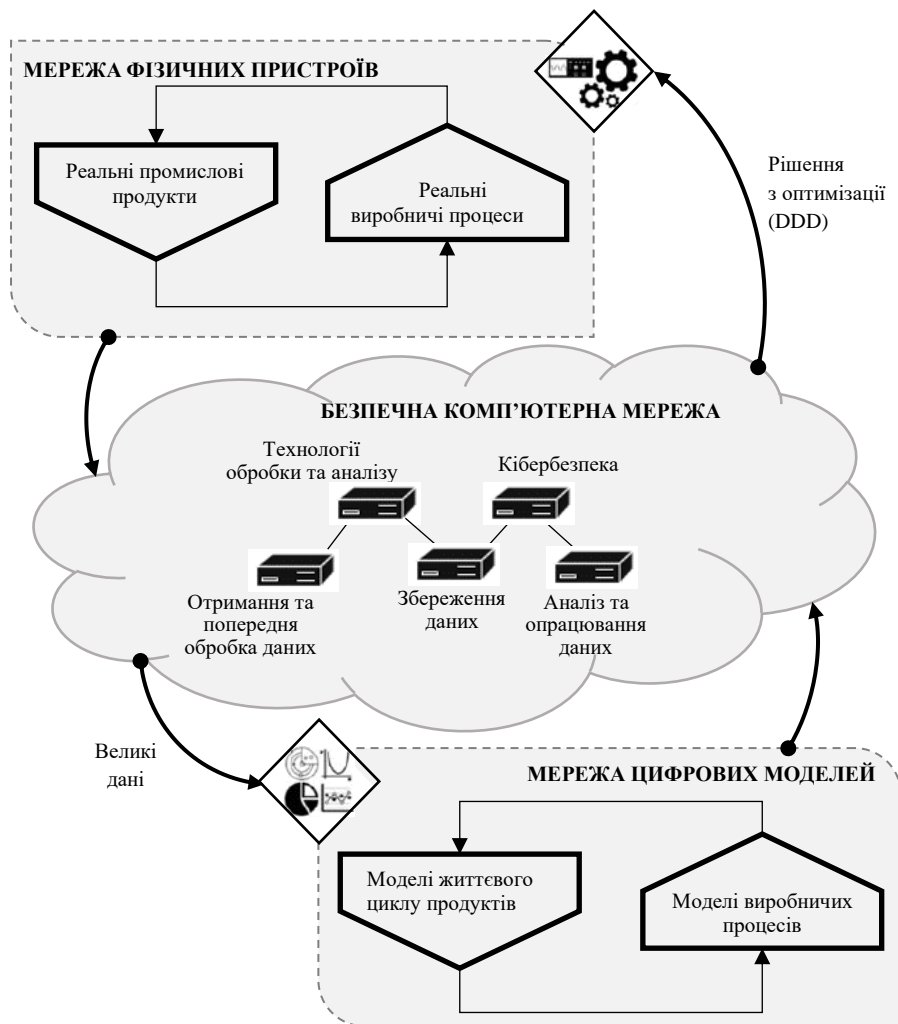 МЕРЕЖА ФІЗИЧНИХ ПРИСТРОЇВ
Реальні промислові
продукти
Реальні
виробничі процеси
Рішення
з оптимізації
(DDD)
БЕЗПЕЧНА КОМП’ЮТЕРНА МЕРЕЖА
Технології
обробки та аналізу
Кібербезпека
Отримання та
попередня
обробка даних
Збереження
даних
Аналіз та
опрацювання
даних
Великі
дані
МЕРЕЖА ЦИФРОВИХ МОДЕЛЕЙ
Моделі життєвого
циклу продуктів
Моделі виробничих
процесів